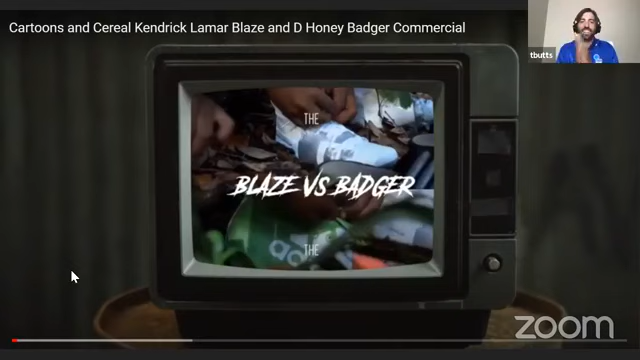 Cartoons and Cereal Kendrick Lamar Blaze and D Honey Badger Commercial
tbutts
THE
BLAZE VS BADGER
THE
zoom